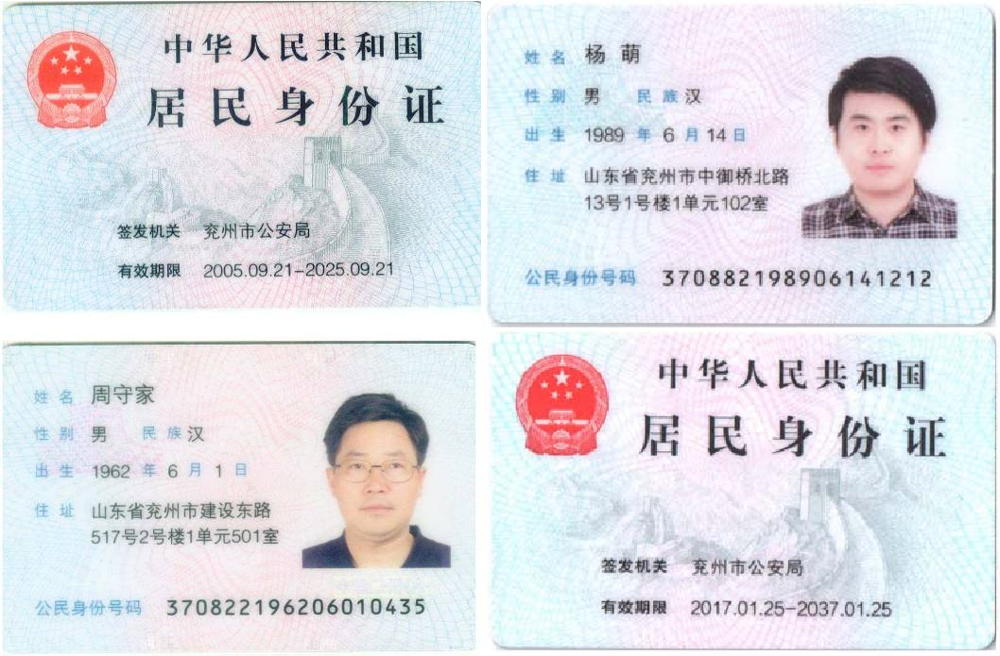 中华人民共和国
居民身份证
签发机关 兖州市公安局
有效期限 2005.09.21-2025.09.21
姓名 杨萌
性别 男 民族 汉
出生 1989 年 6 月 14 日
住址 山东省兖州市中御桥北路
13号1号楼1单元102室
公民身份号码 370882198906141212
姓名 周守家
性别 男 民族 汉
出生 1962 年 6 月 1 日
住址 山东省兖州市建设东路
517号2号楼1单元501室
公民身份号码 370822196206010435
中华人民共和国
居民身份证
签发机关 兖州市公安局
有效期限 2017.01.25-2037.01.25